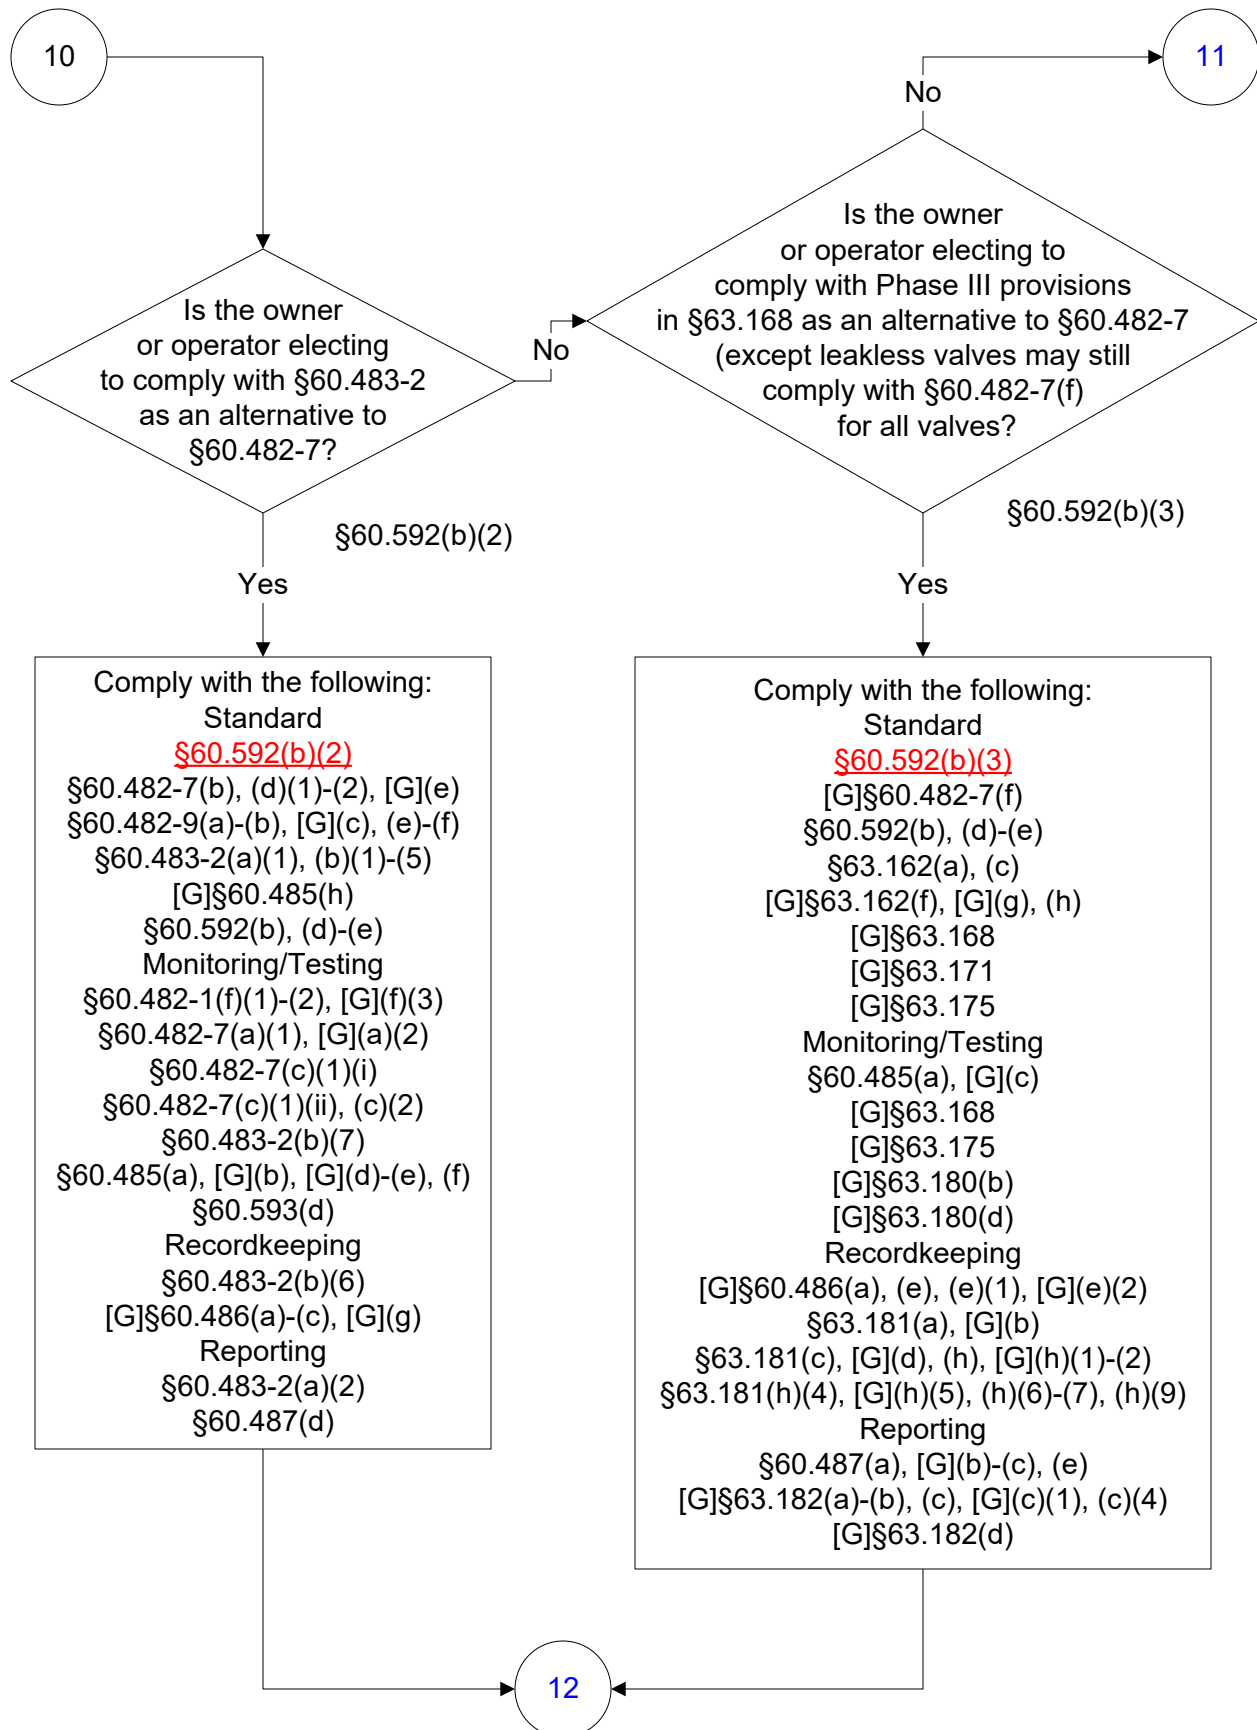 10
11
No
Is the owner
or operator electing
to comply with §60.483-2
as an alternative to
§60.482-7?
No
Is the owner
or operator electing to
comply with Phase III provisions
in §63.168 as an alternative to §60.482-7
(except leakless valves may still
comply with §60.482-7(f)
for all valves?
§60.592(b)(2)
§60.592(b)(3)
Yes
Yes
Comply with the following:
Standard
§60.592(b)(2)
§60.482-7(b), (d)(1)-(2), [G](e)
§60.482-9(a)-(b), [G](c), (e)-(f)
§60.483-2(a)(1), (b)(1)-(5)
[G]§60.485(h)
§60.592(b), (d)-(e)
Monitoring/Testing
§60.482-1(f)(1)-(2), [G](f)(3)
§60.482-7(a)(1), [G](a)(2)
§60.482-7(c)(1)(i)
§60.482-7(c)(1)(ii), (c)(2)
§60.483-2(b)(7)
§60.485(a), [G](b), [G](d)-(e), (f)
§60.593(d)
Recordkeeping
§60.483-2(b)(6)
[G]§60.486(a)-(c), [G](g)
Reporting
§60.483-2(a)(2)
§60.487(d)
Comply with the following:
Standard
§60.592(b)(3)
[G]§60.482-7(f)
§60.592(b), (d)-(e)
§63.162(a), (c)
[G]§63.162(f), [G](g), (h)
[G]§63.168
[G]§63.171
[G]§63.175
Monitoring/Testing
§60.485(a), [G](c)
[G]§63.168
[G]§63.175
[G]§63.180(b)
[G]§63.180(d)
Recordkeeping
[G]§60.486(a), (e), (e)(1), [G](e)(2)
§63.181(a), [G](b)
§63.181(c), [G](d), (h), [G](h)(1)-(2)
§63.181(h)(4), [G](h)(5), (h)(6)-(7), (h)(9)
Reporting
§60.487(a), [G](b)-(c), (e)
[G]§63.182(a)-(b), (c), [G](c)(1), (c)(4)
[G]§63.182(d)
12